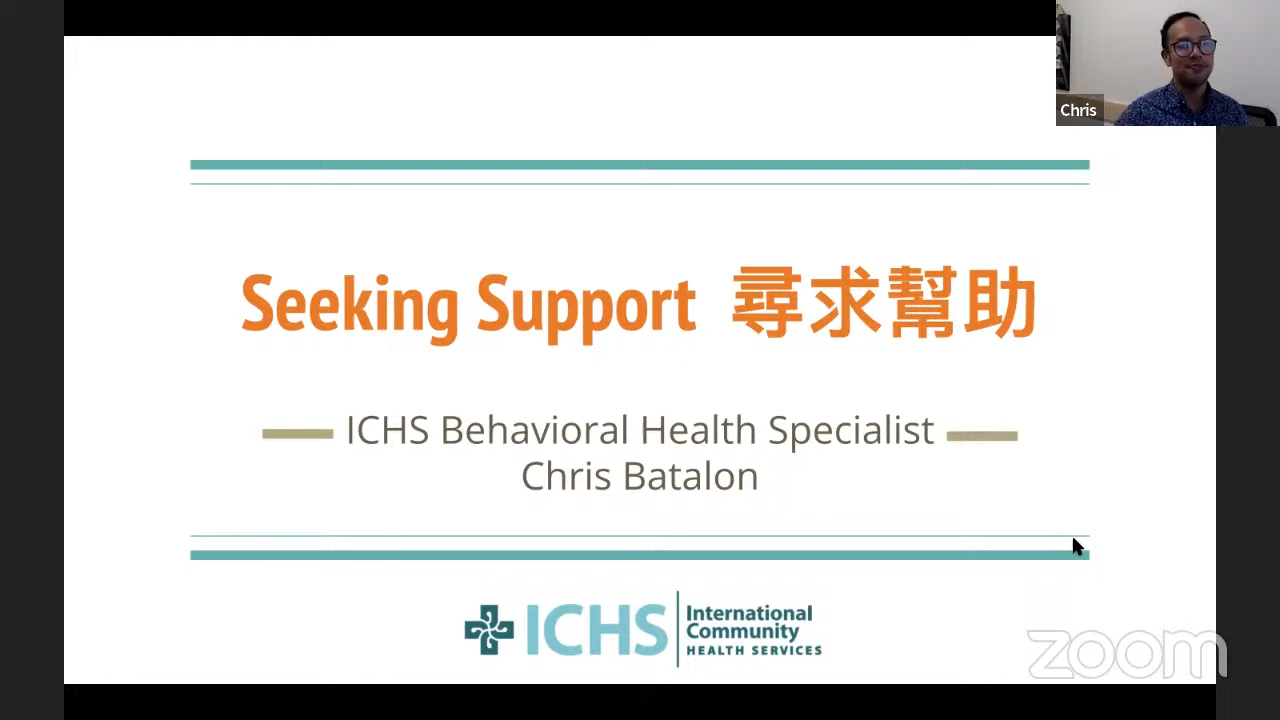 Chris
Seeking Support 尋求幫助
ICHS Behavioral Health Specialist
Chris Batalon
ICHS
International
Community
HEALTH SERVICES
zoom